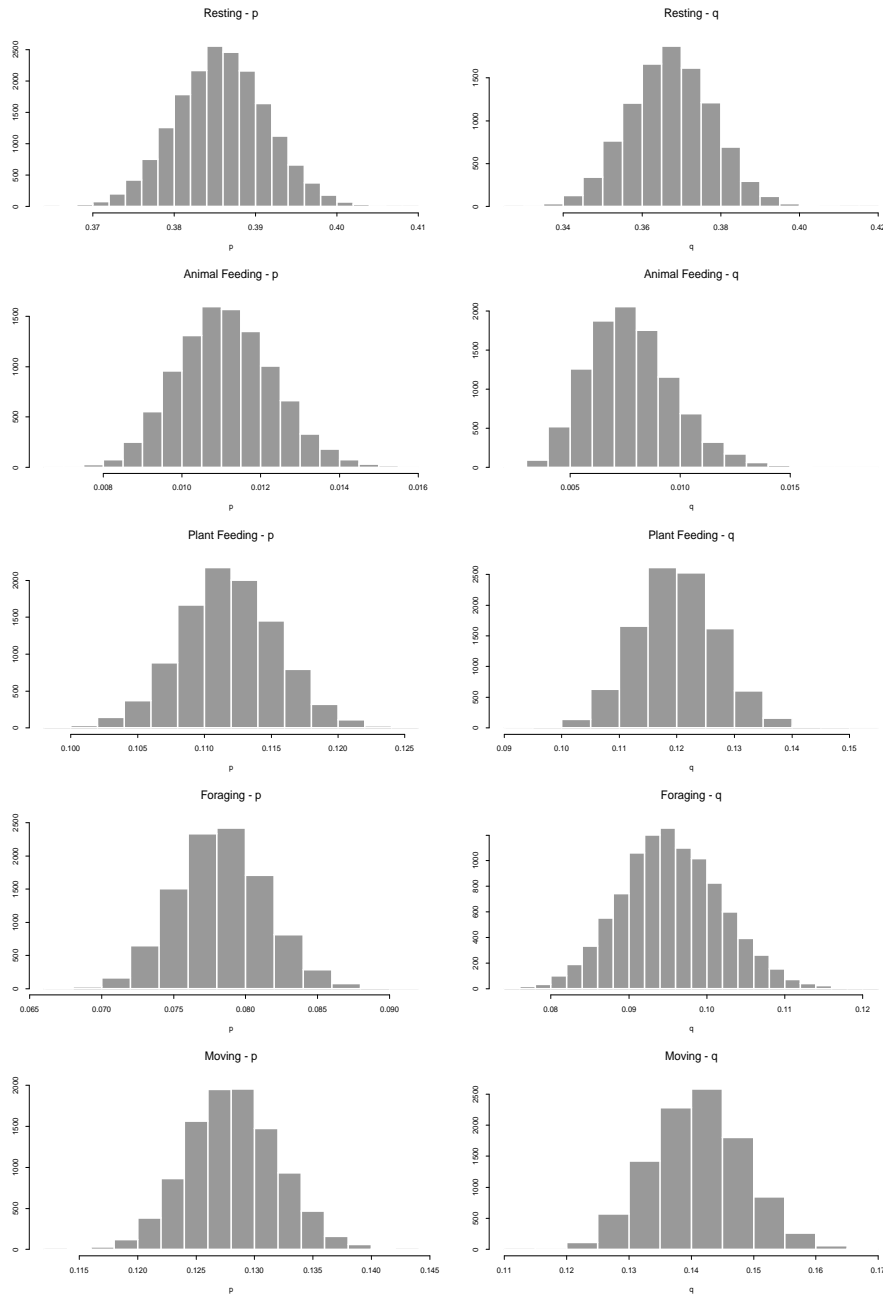 Resting - p
Resting - q
0 500 1000 1500 2000 2500
0.37 0.38 0.39 0.40 0.41
p
0 500 1000 1500
0.34 0.36 0.38 0.40 0.42
q
Animal Feeding - p
Animal Feeding - q
0 500 1000 1500
0.008 0.010 0.012 0.014 0.016
p
0 500 1000 1500 2000
0.005 0.010 0.015
q
Plant Feeding - p
Plant Feeding - q
0 500 1000 1500 2000
0.100 0.105 0.110 0.115 0.120 0.125
p
0 500 1000 1500 2000 2500
0.09 0.10 0.11 0.12 0.13 0.14 0.15
q
Foraging - p
Foraging - q
0 500 1000 1500 2000 2500
0.065 0.070 0.075 0.080 0.085 0.090
p
0 200 400 600 800 1000
0.08 0.09 0.10 0.11 0.12
q
Moving - p
Moving - q
0 500 1000 1500 2000
0.115 0.120 0.125 0.130 0.135 0.140 0.145
p
0 500 1000 1500 2000 2500
0.11 0.12 0.13 0.14 0.15 0.16 0.17
q